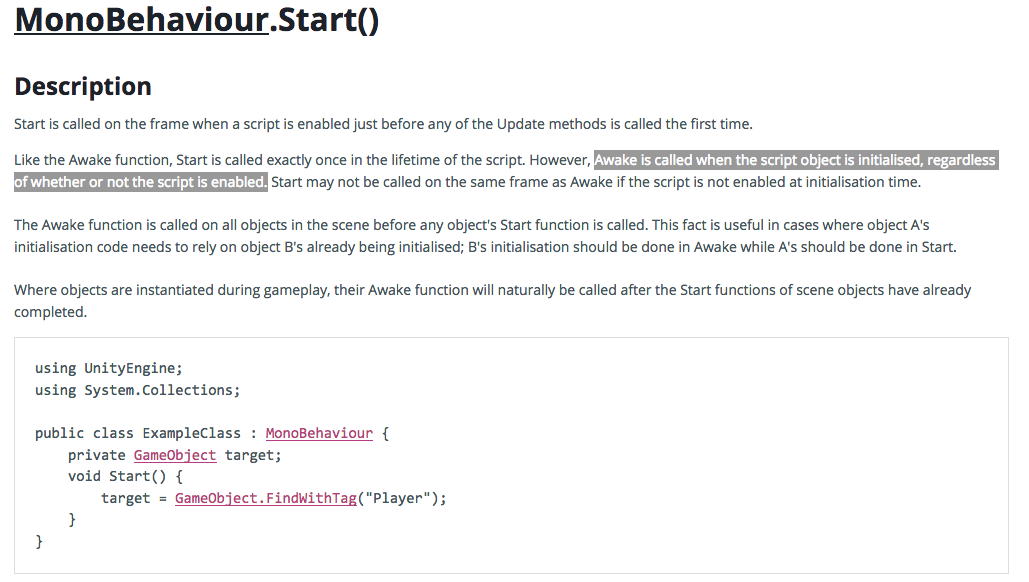 MonoBehaviour.Start()
Description
Start is called on the frame when a script is enabled just before any of the Update methods is called the first time.
Like the Awake function, Start is called exactly once in the lifetime of the script. However, Awake is called when the script object is initialised, regardless
of whether or not the script is enabled. Start may not be called on the same frame as Awake if the script is not enabled at initialisation time.
The Awake function is called on all objects in the scene before any object's Start function is called. This fact is useful in cases where object A's
initialisation code needs to rely on object B's already being initialised; B's initialisation should be done in Awake while A's should be done in Start.
Where objects are instantiated during gameplay, their Awake function will naturally be called after the Start functions of scene objects have already
completed.
using UnityEngine;
using System.Collections;
public class ExampleClass : MonoBehaviour {
    private GameObject target;
    void Start() {
        target = GameObject.FindWithTag("Player");
    }
}